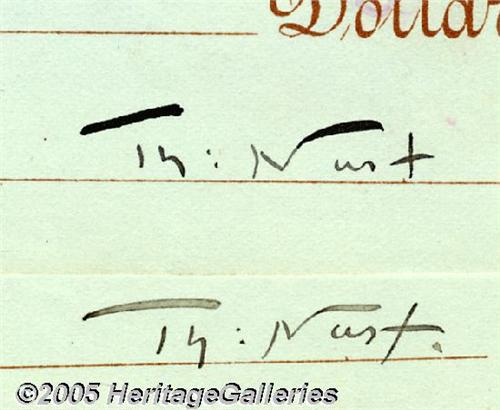 Dollar
Th: Nast
Th: Nast.
©2005 HeritageGalleries